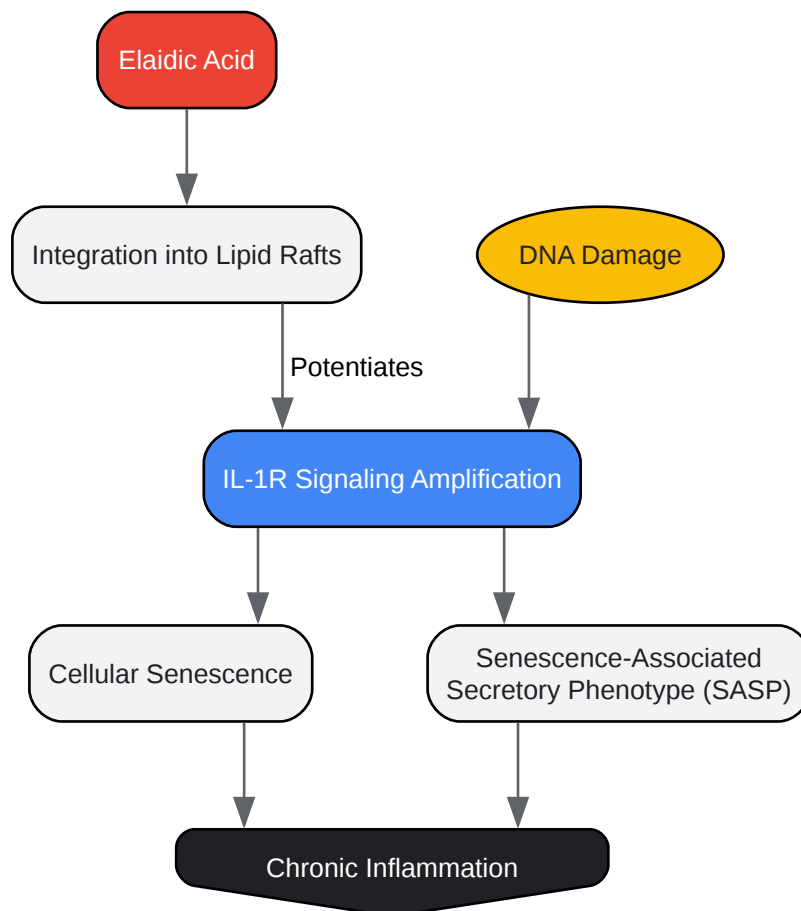 Elaidic Acid
Integration into Lipid Rafts
DNA Damage
Potentiates
IL-1R Signaling Amplification
Cellular Senescence
Senescence-Associated
Secretory Phenotype (SASP)
Chronic Inflammation